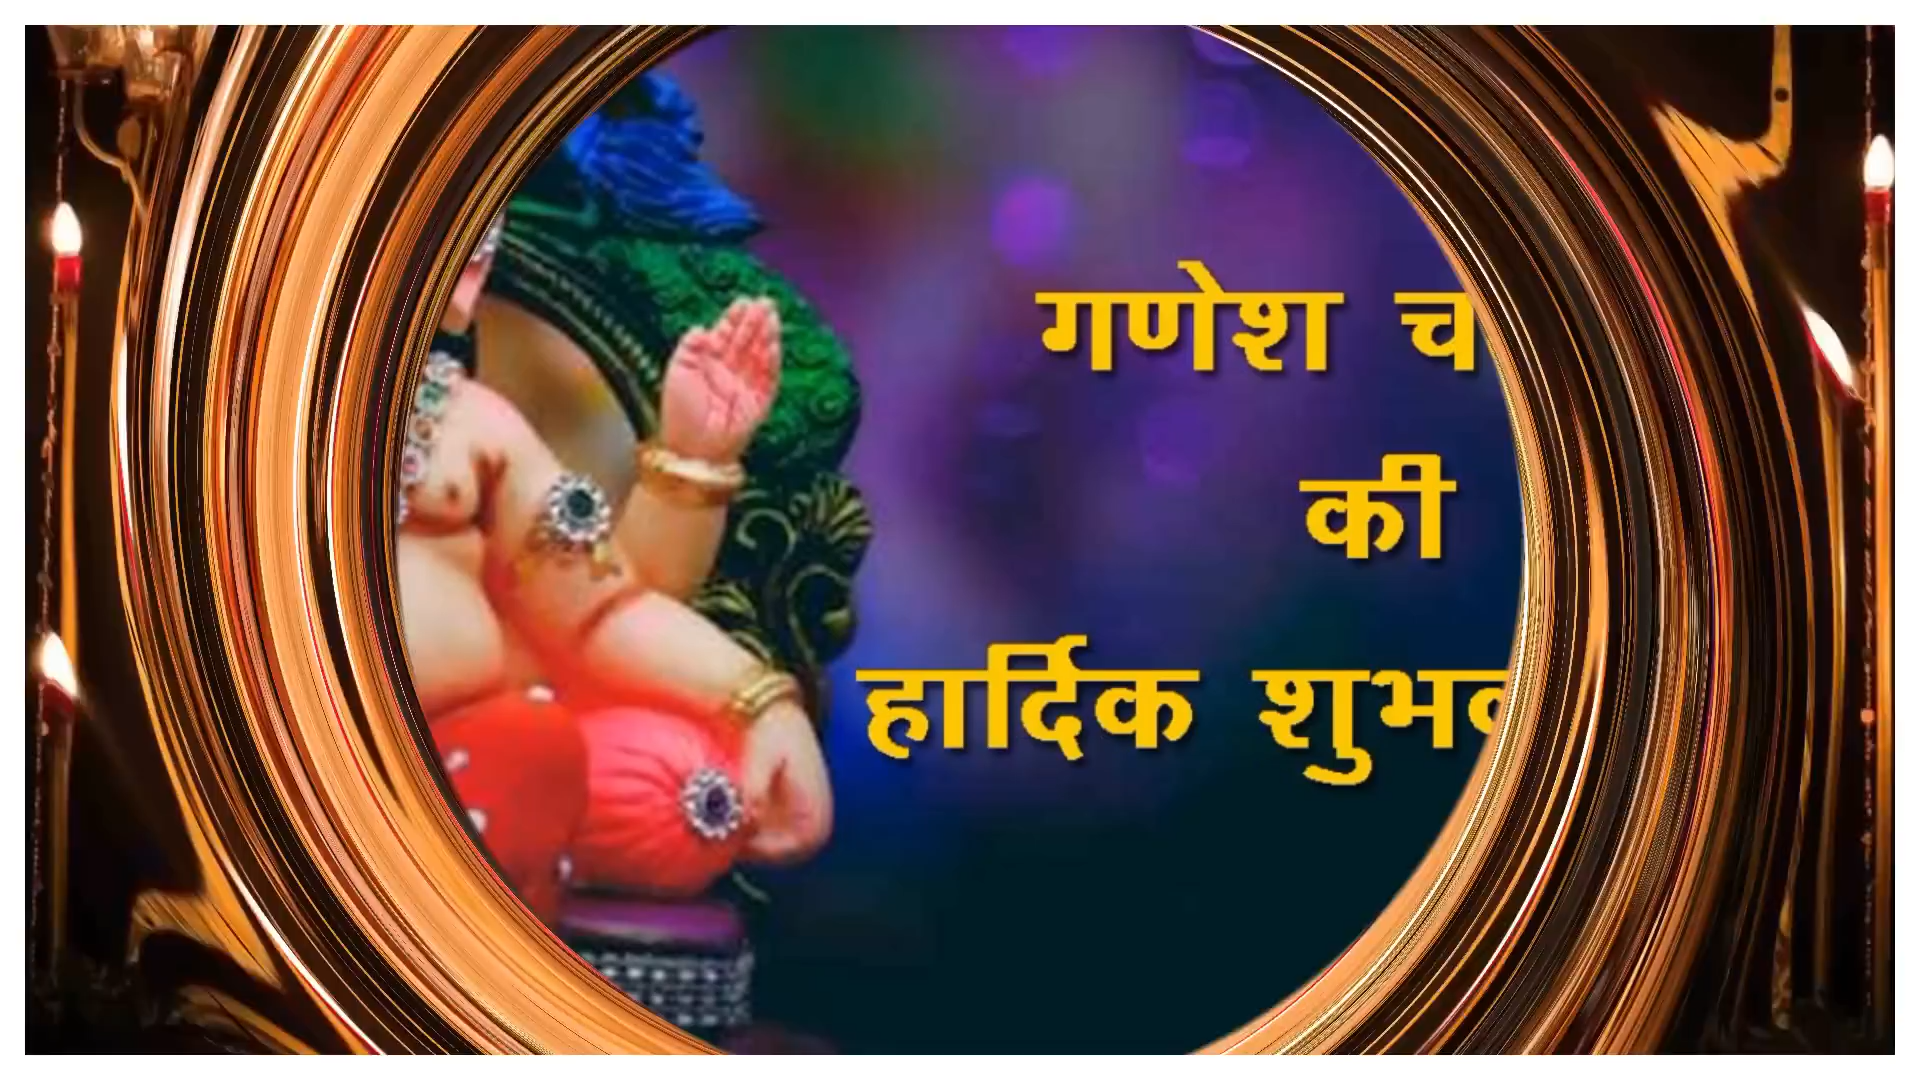 गणेश च
की
हार्दिक शुभ